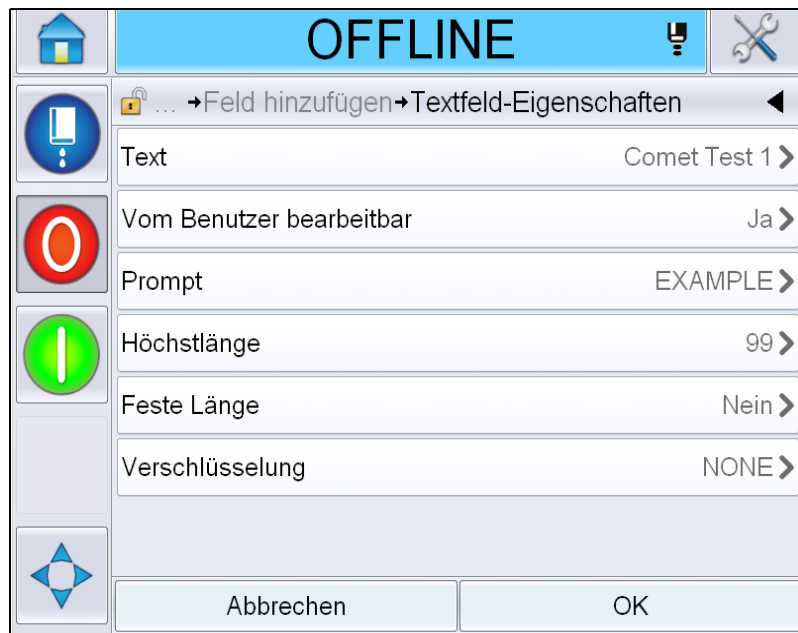 OFFLINE
... →Feld hinzufügen→Textfeld-Eigenschaften
Text Comet Test 1
Vom Benutzer bearbeitbar Ja
Prompt EXAMPLE
Höchstlänge 99
Feste Länge Nein
Verschlüsselung NONE
Abbrechen OK